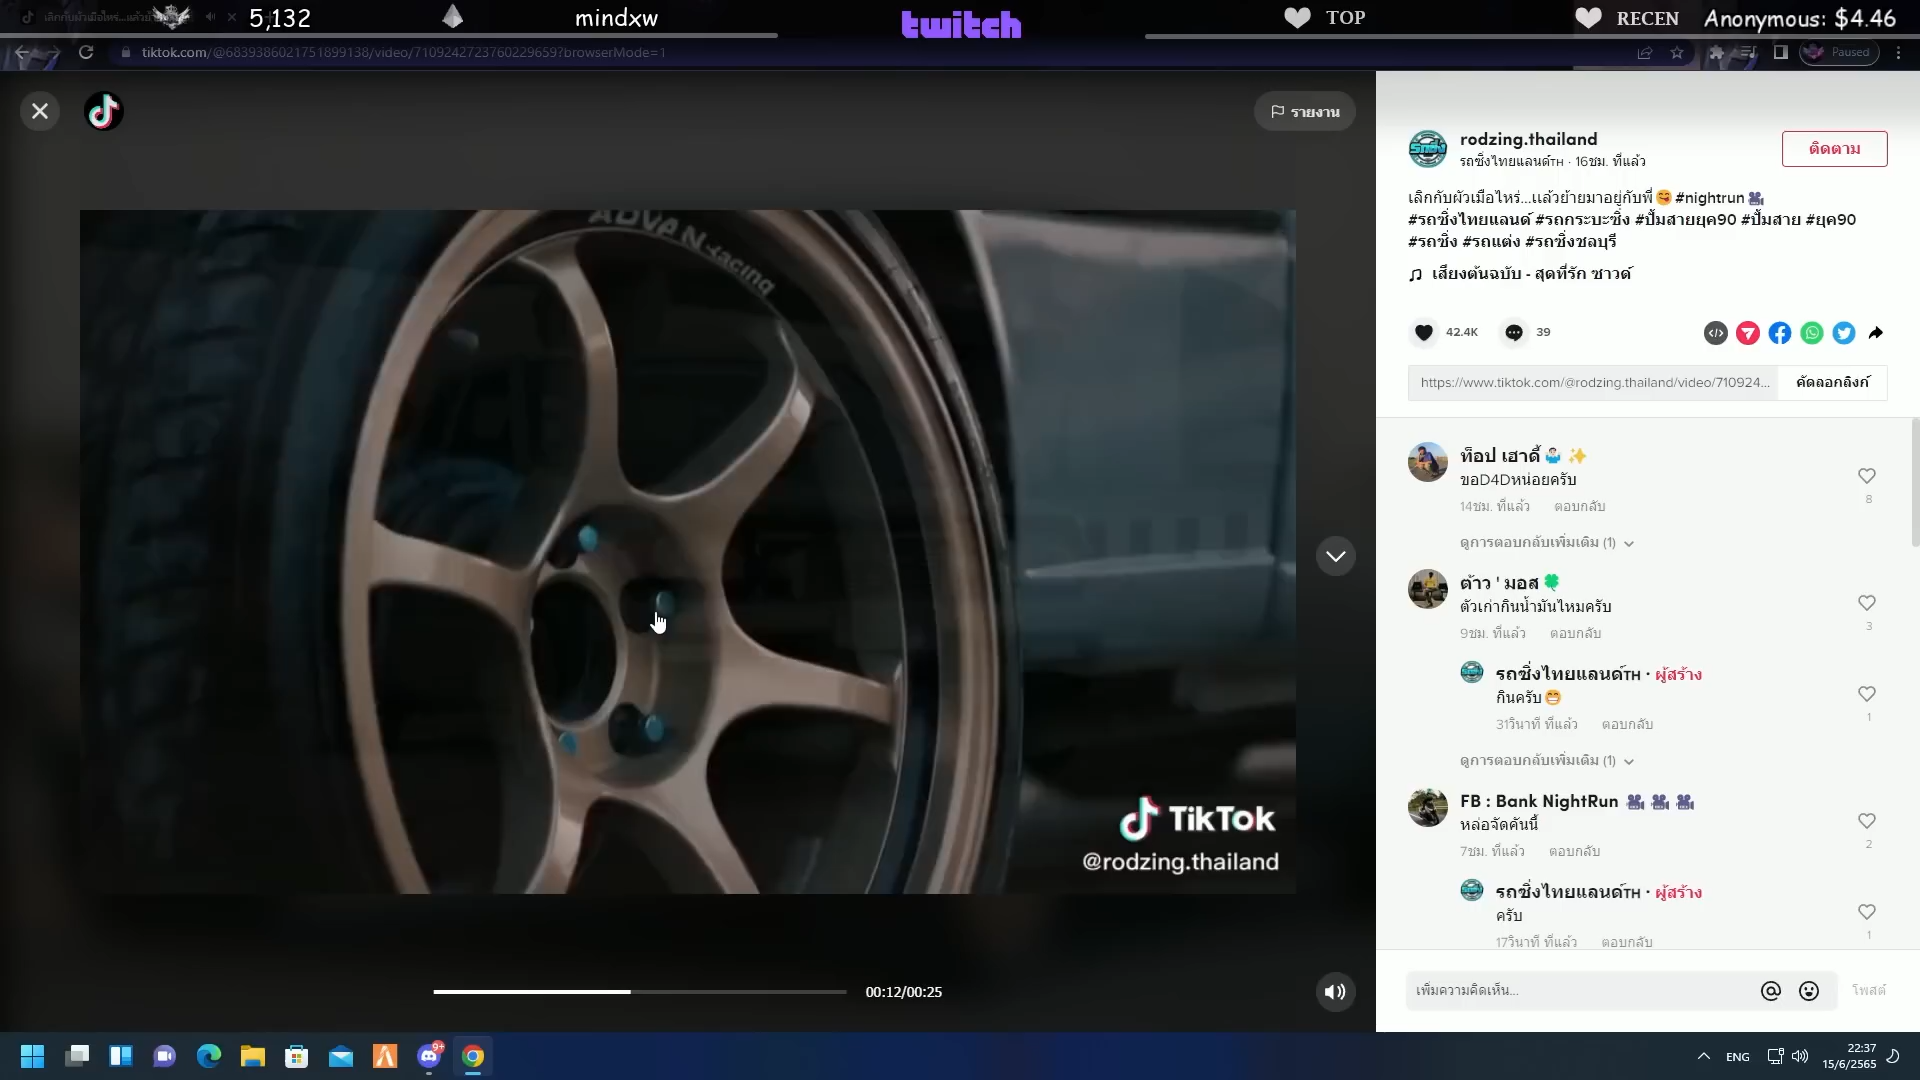 5,132
mindxw
twitch
TOP
RECEN
Anonymous: $4.46
tiktok.com/@6839386021751899138/video/7109242723760229659?browserMode=1
Paused
รายงาน
ADVAN Racing
TikTok
@rodzing.thailand
00:12/00:25
rodzing.thailand
รถซิ่งไทยแลนด์TH · 16ชม. ที่แล้ว
ติดตาม
เลิกกับผัวเมื่อไหร่...แล้วย้ายมาอยู่กับพี่🥰 #nightrun🎥
#รถซิ่งไทยแลนด์ #รถกระบะซิ่ง #ปั้มสายยุค90 #ปั้มสาย #ยุค90
#รถซิ่ง #รถแต่ง #รถซิ่งชลบุรี
เสียงต้นฉบับ - สุดที่รัก ซาวด์
42.4K
39
https://www.tiktok.com/@rodzing.thailand/video/710924...
คัดลอกลิงก์
ท็อป เฮาดี้🤷🏻‍♂️ ✨
ขอD4Dหน่อยครับ
8
14ชม. ที่แล้ว ตอบกลับ
ดูการตอบกลับเพิ่มเติม (1)
ต้าว ' มอส🍀
ตัวเก่ากินน้ำมันไหมครับ
3
9ชม. ที่แล้ว ตอบกลับ
รถซิ่งไทยแลนด์TH · ผู้สร้าง
กินครับ😁
1
31วินาที ที่แล้ว ตอบกลับ
ดูการตอบกลับเพิ่มเติม (1)
FB : Bank NightRun 🎥 🎥 🎥
หล่อจัดคันนี้
2
7ชม. ที่แล้ว ตอบกลับ
รถซิ่งไทยแลนด์TH · ผู้สร้าง
ครับ
1
17วินาที ที่แล้ว ตอบกลับ
เพิ่มความคิดเห็น...
โพสต์
9+
ENG
22:37
15/6/2565